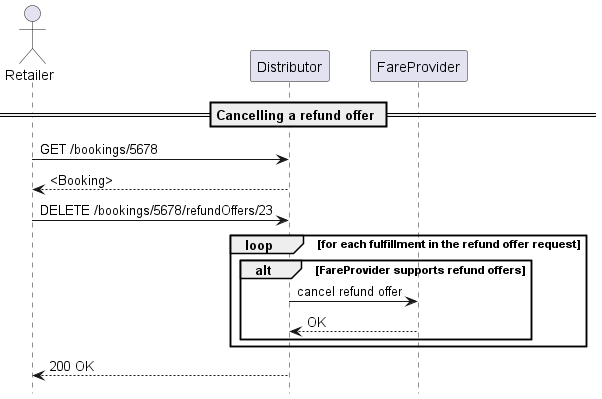 Retailer
Distributor
FareProvider
Cancelling a refund offer
GET /bookings/5678
<Booking>
DELETE /bookings/5678/refundOffers/23
loop [for each fulfillment in the refund offer request]
alt [FareProvider supports refund offers]
cancel refund offer
OK
200 OK